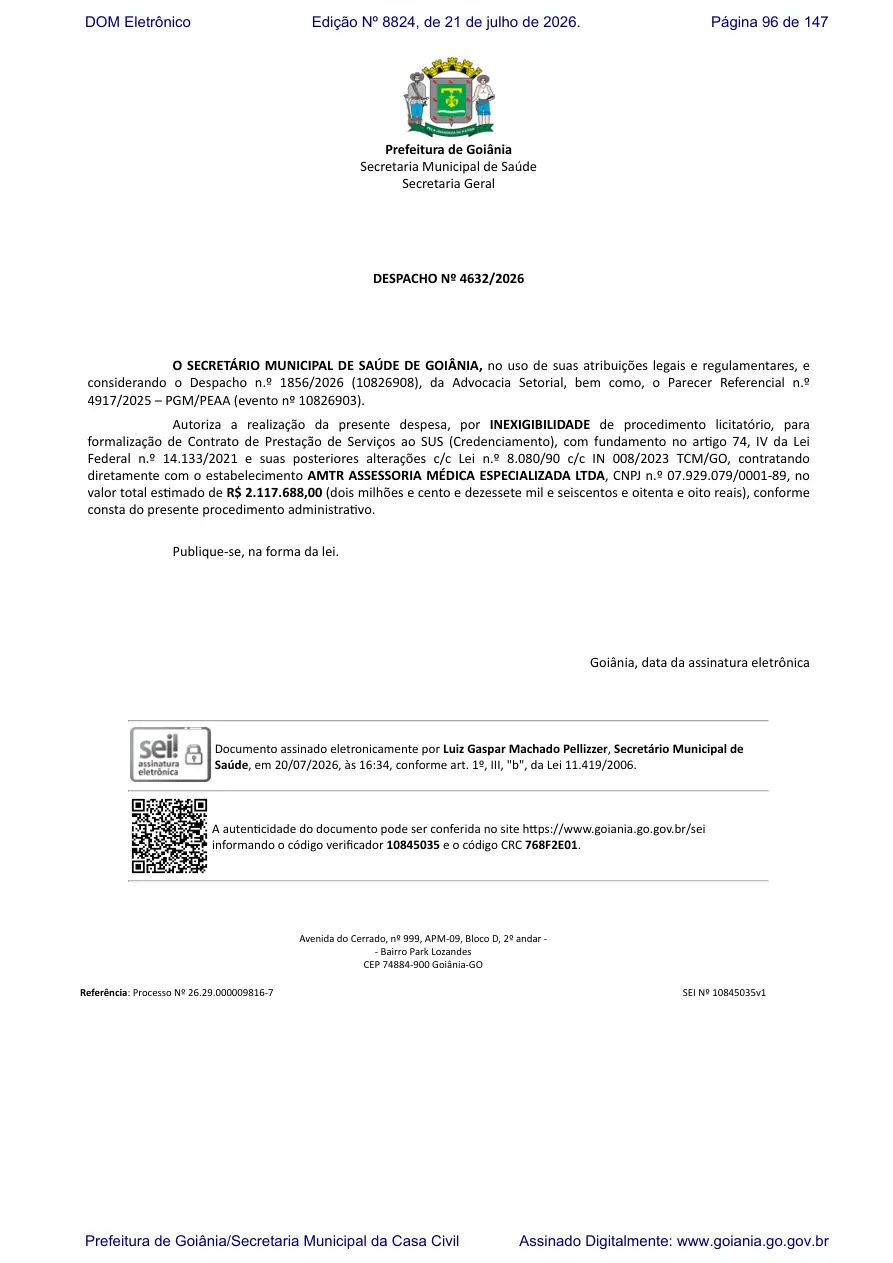 DOM Eletrônico Edição Nº 8824, de 21 de julho de 2026. Página 96 de 147
Prefeitura de Goiânia
Secretaria Municipal de Saúde
Secretaria Geral
DESPACHO Nº 4632/2026
O SECRETÁRIO MUNICIPAL DE SAÚDE DE GOIÂNIA, no uso de suas atribuições legais e regulamentares, e
considerando o Despacho n.º 1856/2026 (10826908), da Advocacia Setorial, bem como, o Parecer Referencial n.º
4917/2025 – PGM/PEAA (evento nº 10826903).
Autoriza a realização da presente despesa, por INEXIGIBILIDADE de procedimento licitatório, para
formalização de Contrato de Prestação de Serviços ao SUS (Credenciamento), com fundamento no artigo 74, IV da Lei
Federal n.º 14.133/2021 e suas posteriores alterações c/c Lei n.º 8.080/90 c/c IN 008/2023 TCM/GO, contratando
diretamente com o estabelecimento AMTR ASSESSORIA MÉDICA ESPECIALIZADA LTDA, CNPJ n.º 07.929.079/0001-89, no
valor total estimado de R$ 2.117.688,00 (dois milhões e cento e dezessete mil e seiscentos e oitenta e oito reais), conforme
consta do presente procedimento administrativo.
Publique-se, na forma da lei.
Goiânia, data da assinatura eletrônica
sei!
assinatura
eletrônica
Documento assinado eletronicamente por Luiz Gaspar Machado Pellizzer, Secretário Municipal de
Saúde, em 20/07/2026, às 16:34, conforme art. 1º, III, "b", da Lei 11.419/2006.
A autenticidade do documento pode ser conferida no site https://www.goiania.go.gov.br/sei
informando o código verificador 10845035 e o código CRC 768F2E01.
Avenida do Cerrado, nº 999, APM-09, Bloco D, 2º andar -
- Bairro Park Lozandes
CEP 74884-900 Goiânia-GO
Referência: Processo Nº 26.29.000009816-7 SEI Nº 10845035v1
Prefeitura de Goiânia/Secretaria Municipal da Casa Civil Assinado Digitalmente: www.goiania.go.gov.br